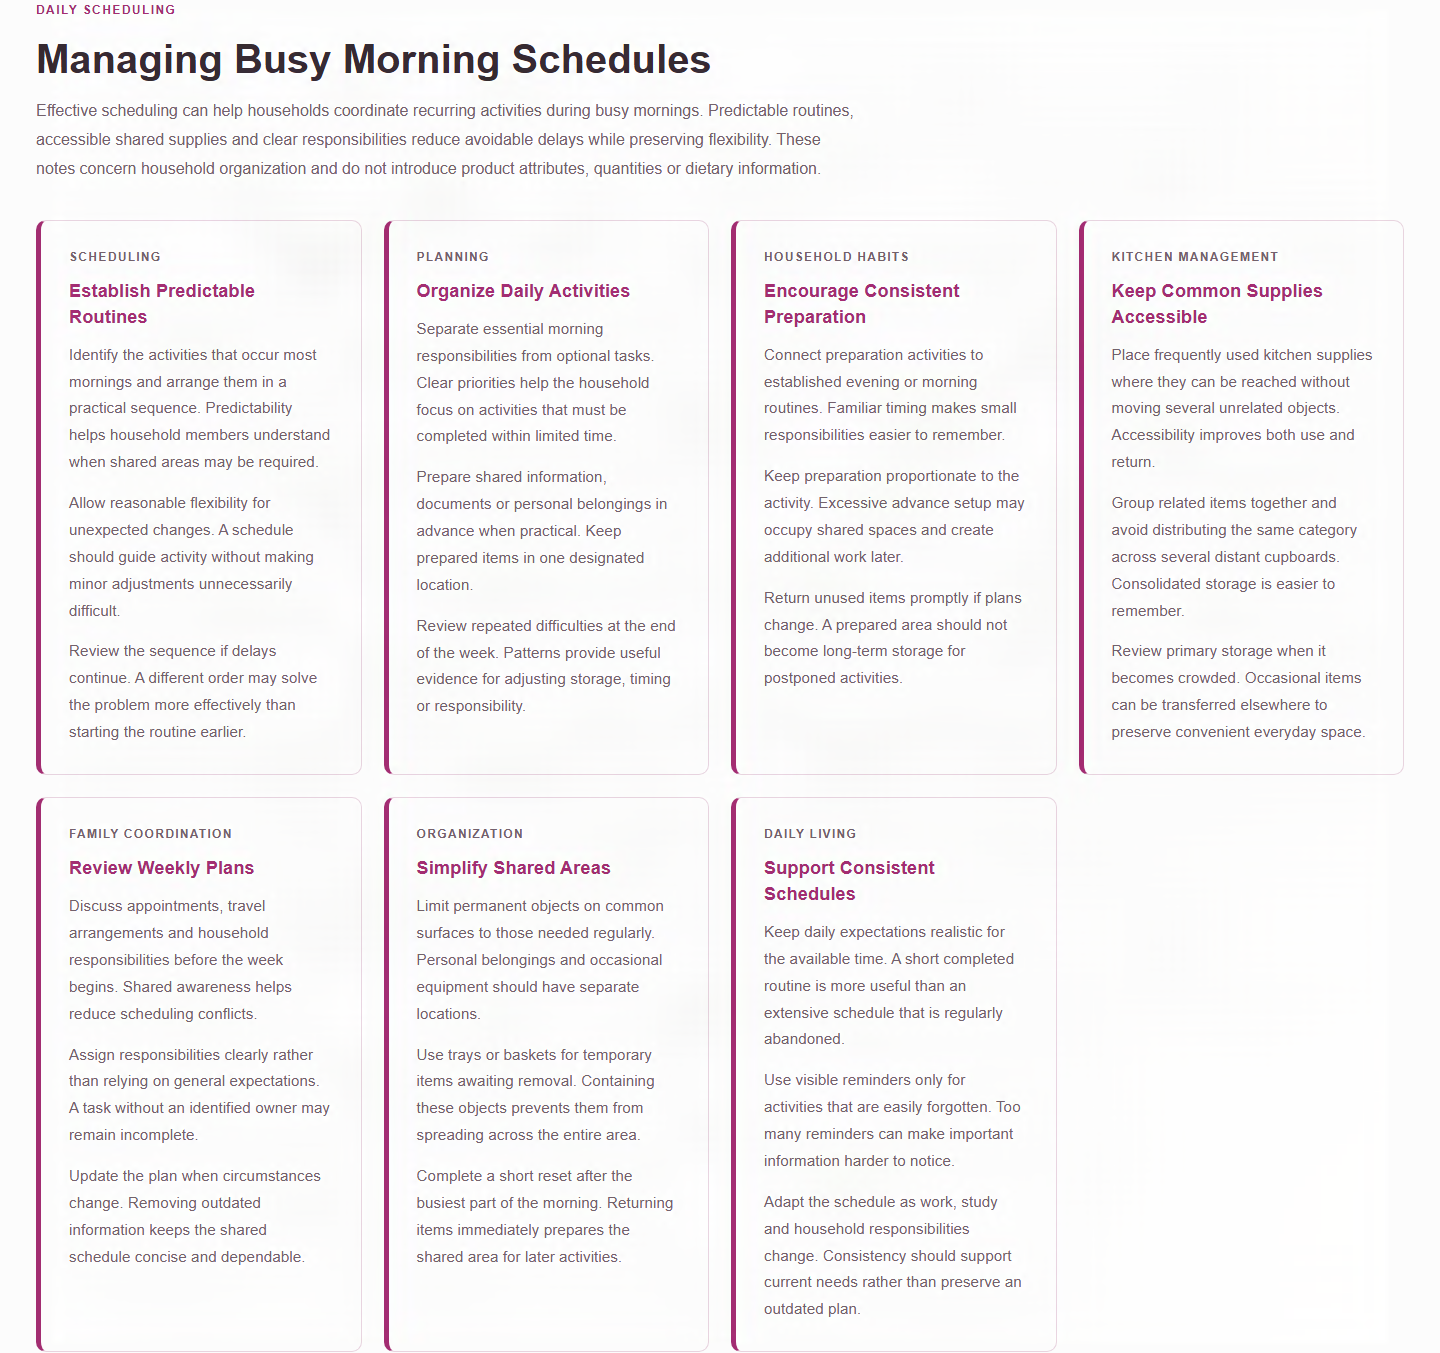 DAILY SCHEDULING
Managing Busy Morning Schedules
Effective scheduling can help households coordinate recurring activities during busy mornings. Predictable routines,
accessible shared supplies and clear responsibilities reduce avoidable delays while preserving flexibility. These
notes concern household organization and do not introduce product attributes, quantities or dietary information.
SCHEDULING
Establish Predictable
Routines
Identify the activities that occur most
mornings and arrange them in a
practical sequence. Predictability
helps household members understand
when shared areas may be required.
Allow reasonable flexibility for
unexpected changes. A schedule
should guide activity without making
minor adjustments unnecessarily
difficult.
Review the sequence if delays
continue. A different order may solve
the problem more effectively than
starting the routine earlier.
PLANNING
Organize Daily Activities
Separate essential morning
responsibilities from optional tasks.
Clear priorities help the household
focus on activities that must be
completed within limited time.
Prepare shared information,
documents or personal belongings in
advance when practical. Keep
prepared items in one designated
location.
Review repeated difficulties at the end
of the week. Patterns provide useful
evidence for adjusting storage, timing
or responsibility.
HOUSEHOLD HABITS
Encourage Consistent
Preparation
Connect preparation activities to
established evening or morning
routines. Familiar timing makes small
responsibilities easier to remember.
Keep preparation proportionate to the
activity. Excessive advance setup may
occupy shared spaces and create
additional work later.
Return unused items promptly if plans
change. A prepared area should not
become long-term storage for
postponed activities.
KITCHEN MANAGEMENT
Keep Common Supplies
Accessible
Place frequently used kitchen supplies
where they can be reached without
moving several unrelated objects.
Accessibility improves both use and
return.
Group related items together and
avoid distributing the same category
across several distant cupboards.
Consolidated storage is easier to
remember.
Review primary storage when it
becomes crowded. Occasional items
can be transferred elsewhere to
preserve convenient everyday space.
FAMILY COORDINATION
Review Weekly Plans
Discuss appointments, travel
arrangements and household
responsibilities before the week
begins. Shared awareness helps
reduce scheduling conflicts.
Assign responsibilities clearly rather
than relying on general expectations.
A task without an identified owner may
remain incomplete.
Update the plan when circumstances
change. Removing outdated
information keeps the shared
schedule concise and dependable.
ORGANIZATION
Simplify Shared Areas
Limit permanent objects on common
surfaces to those needed regularly.
Personal belongings and occasional
equipment should have separate
locations.
Use trays or baskets for temporary
items awaiting removal. Containing
these objects prevents them from
spreading across the entire area.
Complete a short reset after the
busiest part of the morning. Returning
items immediately prepares the
shared area for later activities.
DAILY LIVING
Support Consistent
Schedules
Keep daily expectations realistic for
the available time. A short completed
routine is more useful than an
extensive schedule that is regularly
abandoned.
Use visible reminders only for
activities that are easily forgotten. Too
many reminders can make important
information harder to notice.
Adapt the schedule as work, study
and household responsibilities
change. Consistency should support
current needs rather than preserve an
outdated plan.